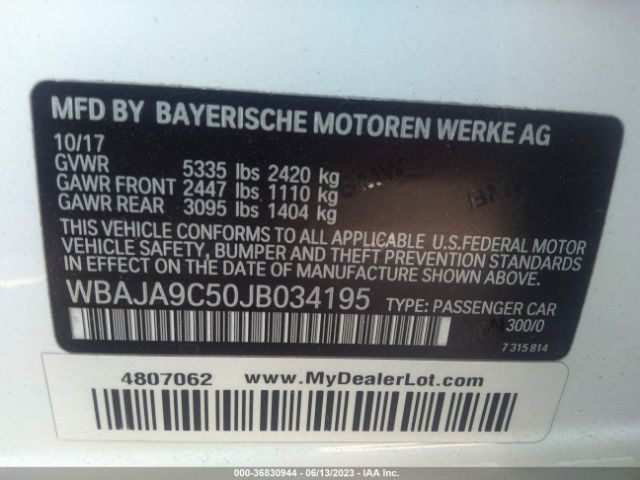 MFD BY BAYERISCHE MOTOREN WERKE AG
10/17
GVWR 5335 lbs 2420 kg
GAWR FRONT 2447 lbs 1110 kg
GAWR REAR 3095 lbs 1404 kg
THIS VEHICLE CONFORMS TO ALL APPLICABLE U.S.FEDERAL MOTOR
VEHICLE SAFETY, BUMPER AND THEFT PREVENTION STANDARDS IN
EFFECT ON THE DATE OF MANUFACTURE SHOWN ABOVE.
WBAJA9C50JB034195 TYPE: PASSENGER CAR
300/0
7 315 814
4807062 www.MyDealerLot.com
000-36830944 - 06/13/2023 - IAA Inc.